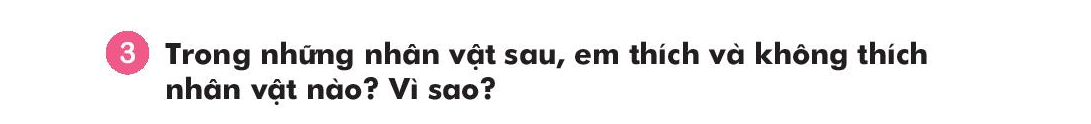 3 Trong những nhân vật sau, em thích và không thích
nhân vật nào? Vì sao?